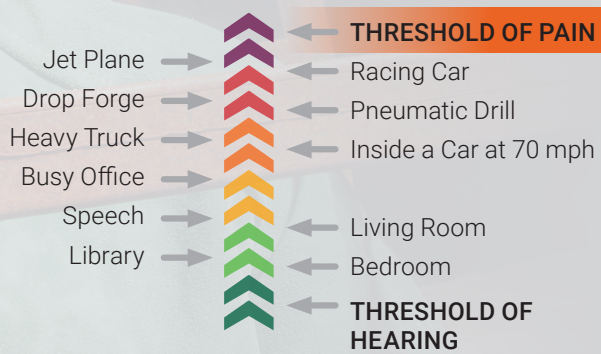 THRESHOLD OF PAIN
Jet Plane
Racing Car
Drop Forge
Pneumatic Drill
Heavy Truck
Inside a Car at 70 mph
Busy Office
Speech
Living Room
Library
Bedroom
THRESHOLD OF
HEARING